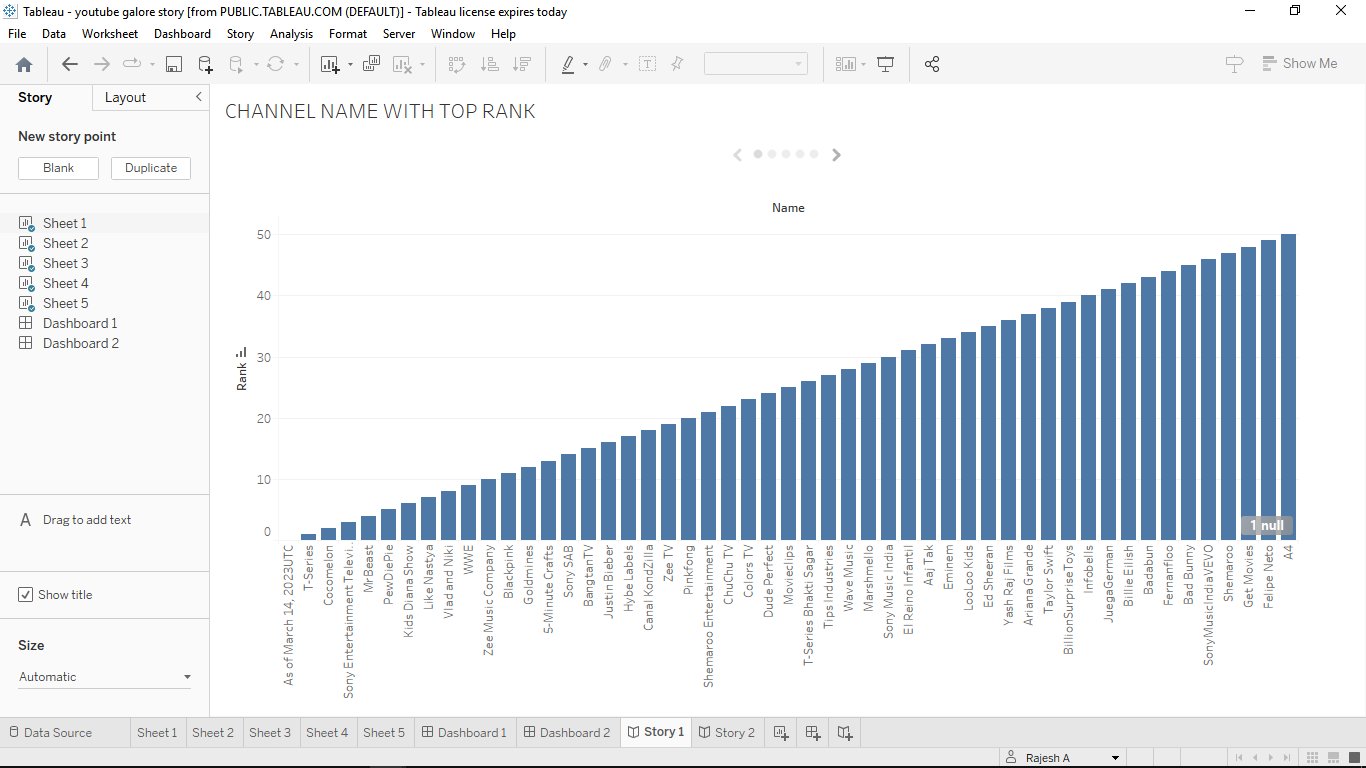 Tableau - youtube galore story [from PUBLIC.TABLEAU.COM (DEFAULT)] - Tableau license expires today
File Data Worksheet Dashboard Story Analysis Format Server Window Help
Show Me
Story Layout
New story point
Blank Duplicate
Sheet 1
Sheet 2
Sheet 3
Sheet 4
Sheet 5
Dashboard 1
Dashboard 2
A Drag to add text
Show title
Size
Automatic
CHANNEL NAME WITH TOP RANK
Name
Rank
50
40
30
20
10
0
1 null
As of March 14, 2023UTC
T-Series
Cocomelon
Sony Entertainment Televi..
MrBeast
PewDiePie
Kids Diana Show
Like Nastya
Vlad and Niki
WWE
Zee Music Company
Blackpink
Goldmines
5-Minute Crafts
Sony SAB
BangtanTV
Justin Bieber
Hybe Labels
Canal KondZilla
Zee TV
Pinkfong
Shemaroo Entertainment
ChuChu TV
Colors TV
Dude Perfect
Movieclips
T-Series Bhakti Sagar
Tips Industries
Wave Music
Marshmello
Sony Music India
El Reino Infantil
Aaj Tak
Eminem
LooLoo Kids
Ed Sheeran
Yash Raj Films
Ariana Grande
Taylor Swift
BillionSurpriseToys
Infobells
JuegaGerman
Billie Eilish
Badabun
Fernanfloo
Bad Bunny
SonyMusicIndiaVEVO
Shemaroo
Get Movies
Felipe Neto
A4
Data Source Sheet 1 Sheet 2 Sheet 3 Sheet 4 Sheet 5 Dashboard 1 Dashboard 2 Story 1 Story 2
Rajesh A